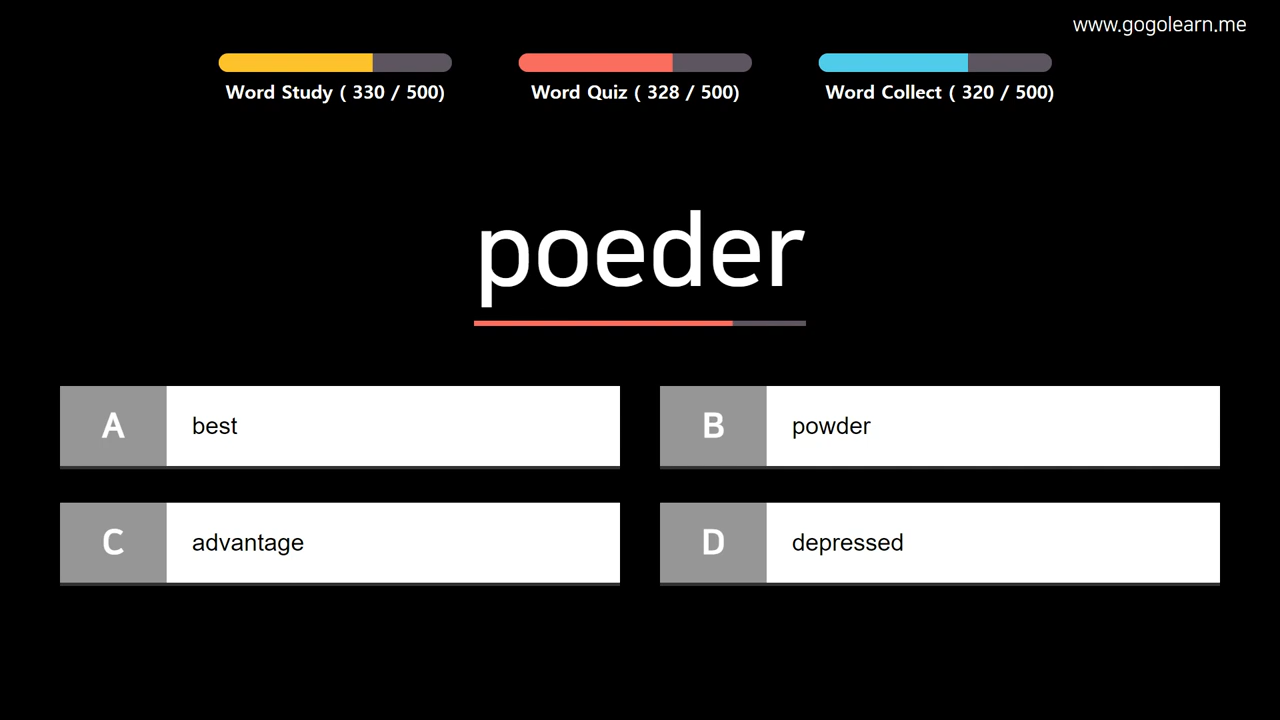 www.gogolearn.me
Word Study ( 330 / 500)
Word Quiz ( 328 / 500)
Word Collect ( 320 / 500)
poeder
A best
B powder
C advantage
D depressed